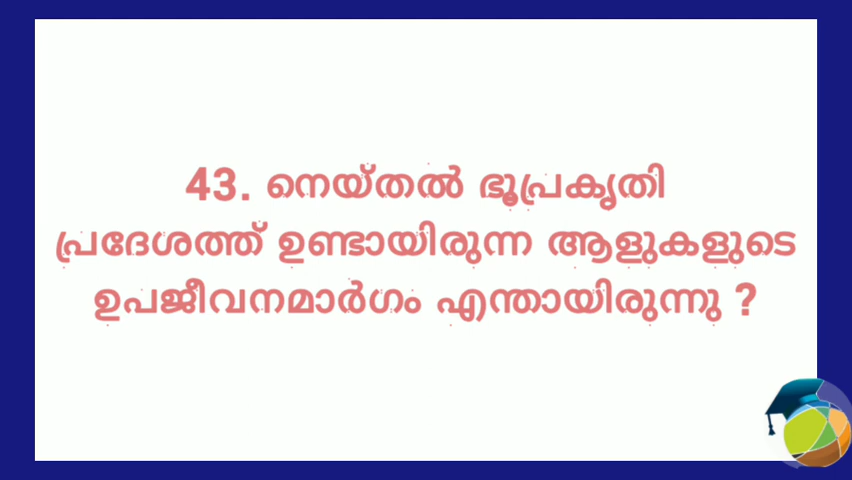 43. നെയ്തൽ ഭൂപ്രകൃതി
പ്രദേശത്ത് ഉണ്ടായിരുന്ന ആളുകളുടെ
ഉപജീവനമാർഗം എന്തായിരുന്നു ?